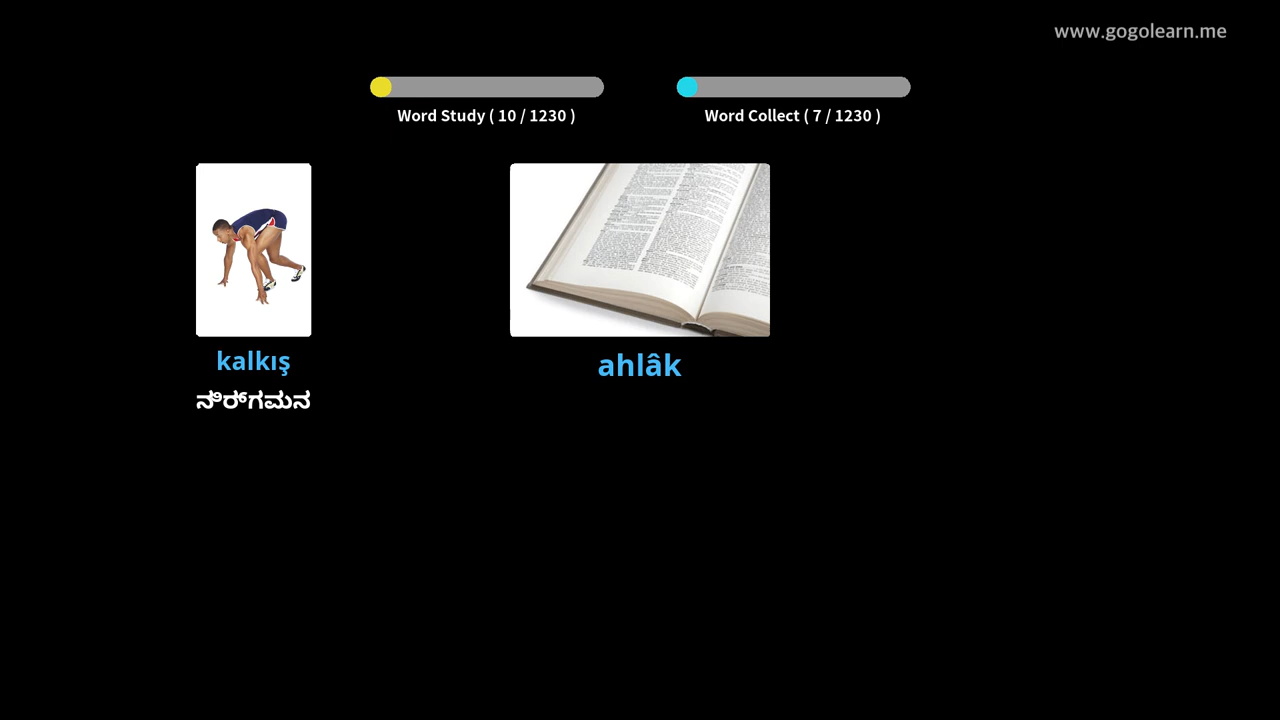 www.gogolearn.me
Word Study ( 10 / 1230 )
Word Collect ( 7 / 1230 )
kalkış
ನಿರ್ಗಮನ
ahlâk